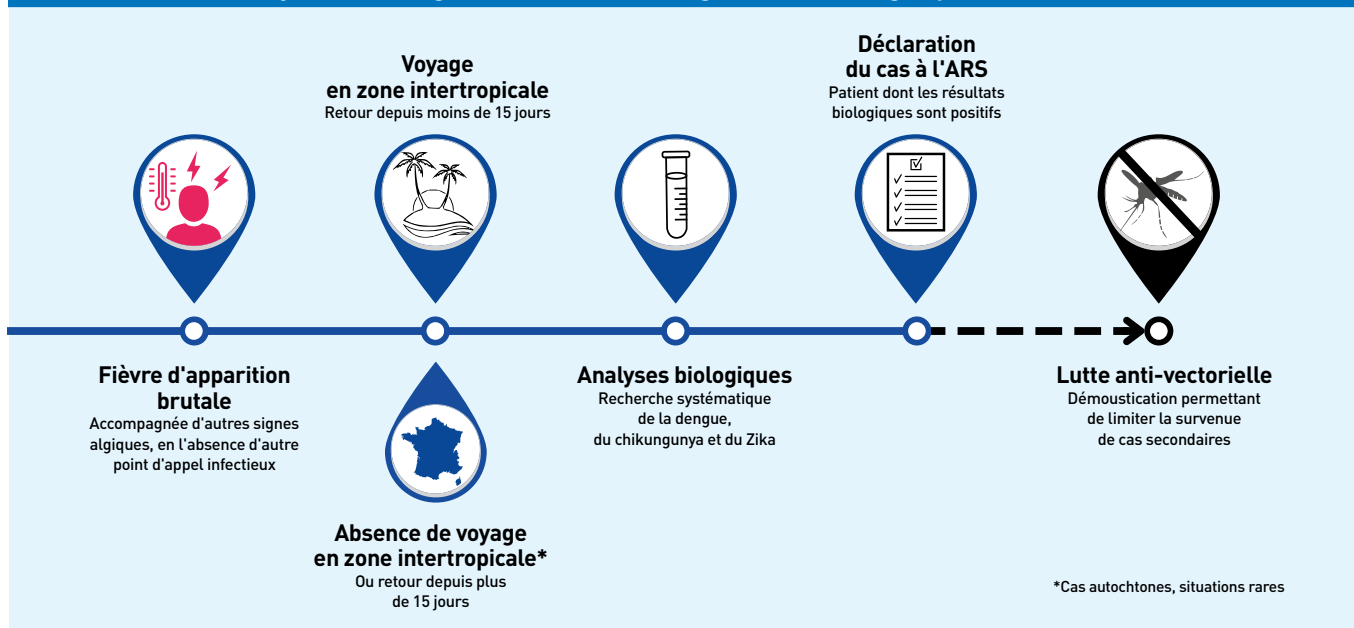 Voyage
en zone intertropicale
Retour depuis moins de 15 jours
Déclaration
du cas à l'ARS
Patient dont les résultats
biologiques sont positifs
Fièvre d'apparition
brutale
Accompagnée d'autres signes
algiques, en l'absence d'autre
point d'appel infectieux
Absence de voyage
en zone intertropicale*
Ou retour depuis plus
de 15 jours
Analyses biologiques
Recherche systématique
de la dengue,
du chikungunya et du Zika
Lutte anti-vectorielle
Démoustication permettant
de limiter la survenue
de cas secondaires
*Cas autochtones, situations rares